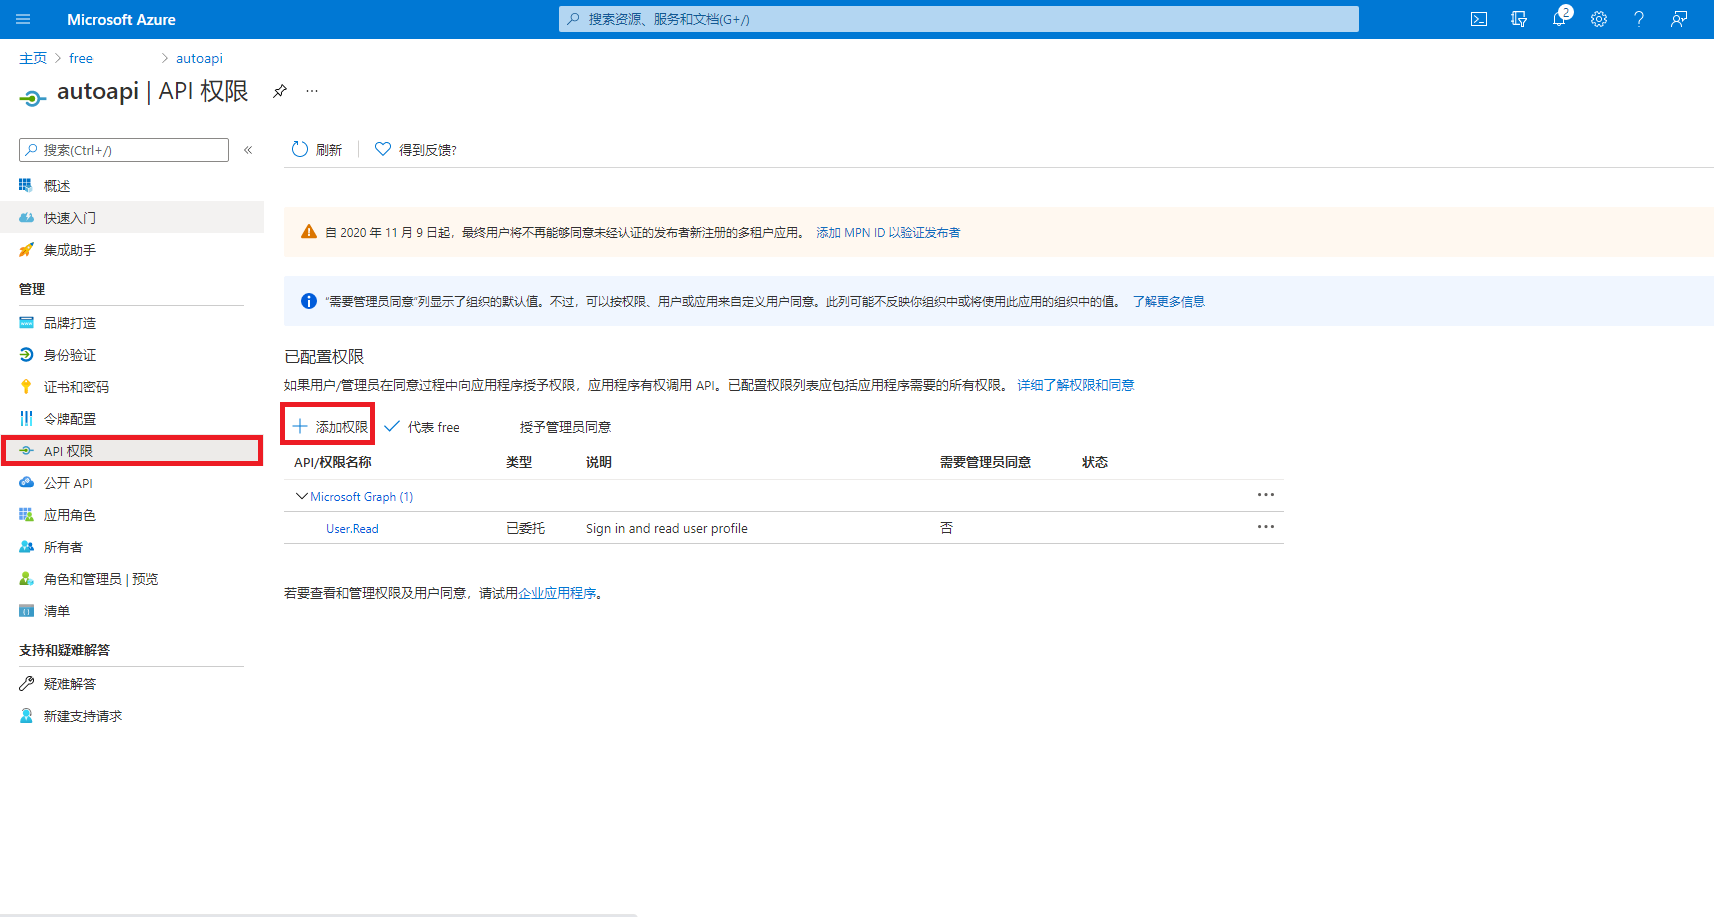 Microsoft Azure
搜索资源、服务和文档(G+/)
2
主页 > free > autoapi
autoapi | API 权限
搜索(Ctrl+/)
«
概述
快速入门
集成助手
管理
品牌打造
身份验证
证书和密码
令牌配置
API 权限
公开 API
应用角色
所有者
角色和管理员 | 预览
清单
支持和疑难解答
疑难解答
新建支持请求
刷新 得到反馈?
自 2020 年 11 月 9 日起，最终用户将不再能够同意未经认证的发布者新注册的多租户应用。 添加 MPN ID 以验证发布者
“需要管理员同意”列显示了组织的默认值。不过，可以按权限、用户或应用来自定义用户同意。此列可能不反映你组织中或将使用此应用的组织中的值。 了解更多信息
已配置权限
如果用户/管理员在同意过程中向应用程序授予权限，应用程序有权调用 API。已配置权限列表应包括应用程序需要的所有权限。 详细了解权限和同意
添加权限 代表 free 授予管理员同意
API/权限名称 类型 说明 需要管理员同意 状态
Microsoft Graph (1)
User.Read 已委托 Sign in and read user profile 否
若要查看和管理权限及用户同意，请试用企业应用程序。